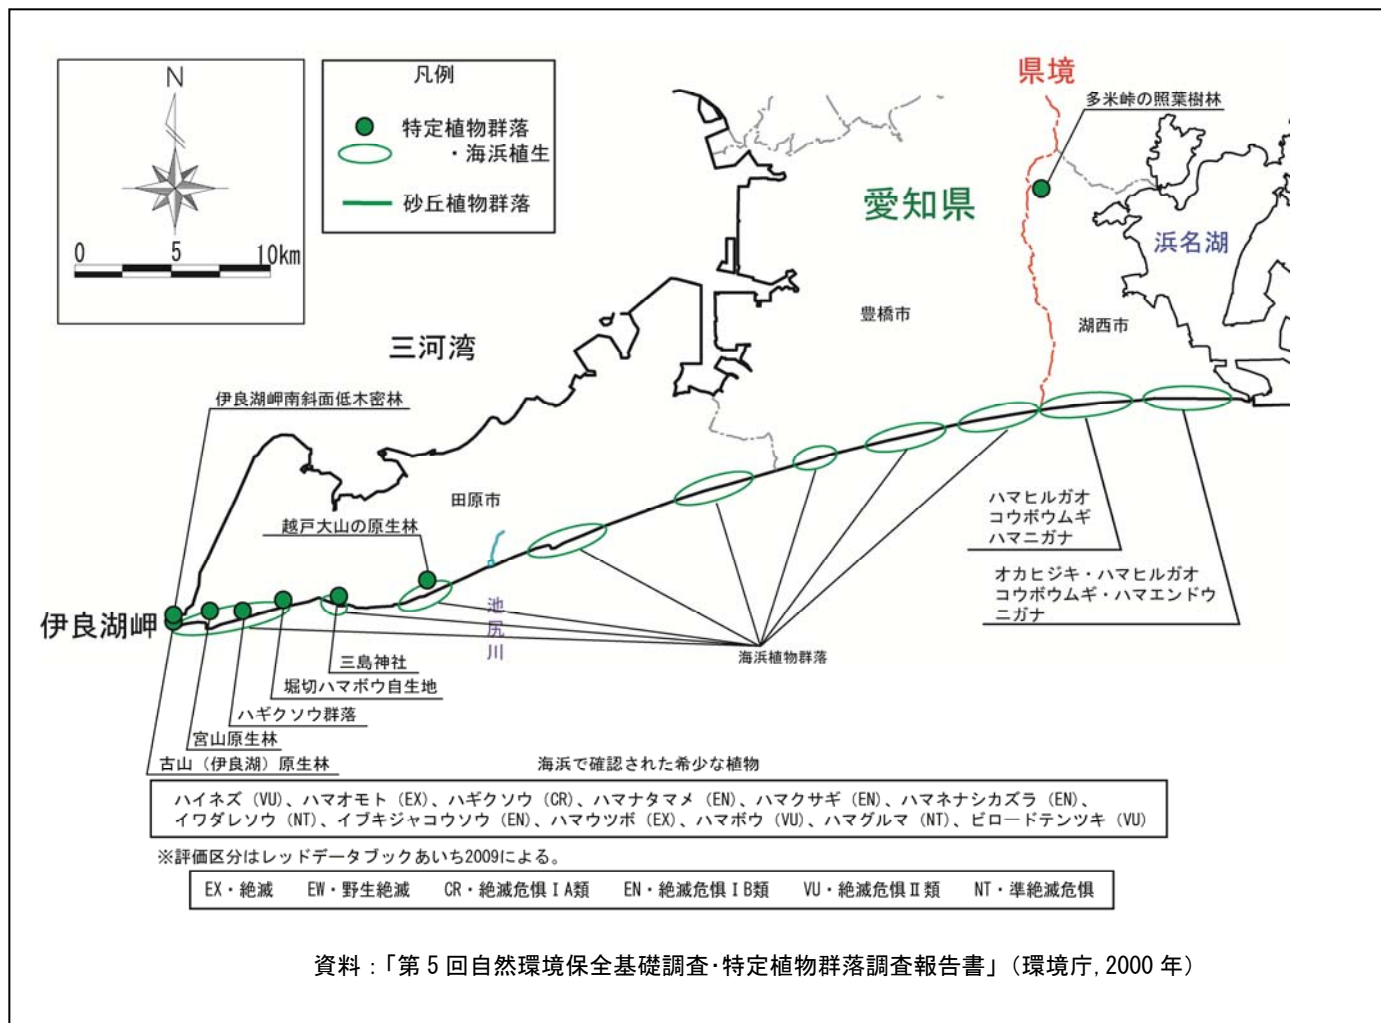 N
0 5 10km
凡例
特定植物群落
・海浜植生
砂丘植物群落
県境
多米峠の照葉樹林
愛知県
浜名湖
豊橋市
湖西市
三河湾
伊良湖岬南斜面低木密林
田原市
越戸大山の原生林
ハマヒルガオ
コウボウムギ
ハマニガナ
オカヒジキ・ハマヒルガオ
コウボウムギ・ハマエンドウ
ニガナ
伊良湖岬
池尻川
海浜植物群落
三島神社
堀切ハマボウ自生地
ハギクソウ群落
宮山原生林
古山（伊良湖）原生林
海浜で確認された希少な植物
ハイネズ（VU）、ハマオモト（EX）、ハギクソウ（CR）、ハマナタマメ（EN）、ハマクサギ（EN）、ハマネナシカズラ（EN）、
イワダレソウ（NT）、イブキジャコウソウ（EN）、ハマウツボ（EX）、ハマボウ（VU）、ハマグルマ（NT）、ビロードテンツキ（VU）
※評価区分はレッドデータブックあいち2009による。
EX・絶滅 EW・野生絶滅 CR・絶滅危惧ⅠA類 EN・絶滅危惧ⅠB類 VU・絶滅危惧Ⅱ類 NT・準絶滅危惧
資料：「第５回自然環境保全基礎調査・特定植物群落調査報告書」（環境庁，2000年）